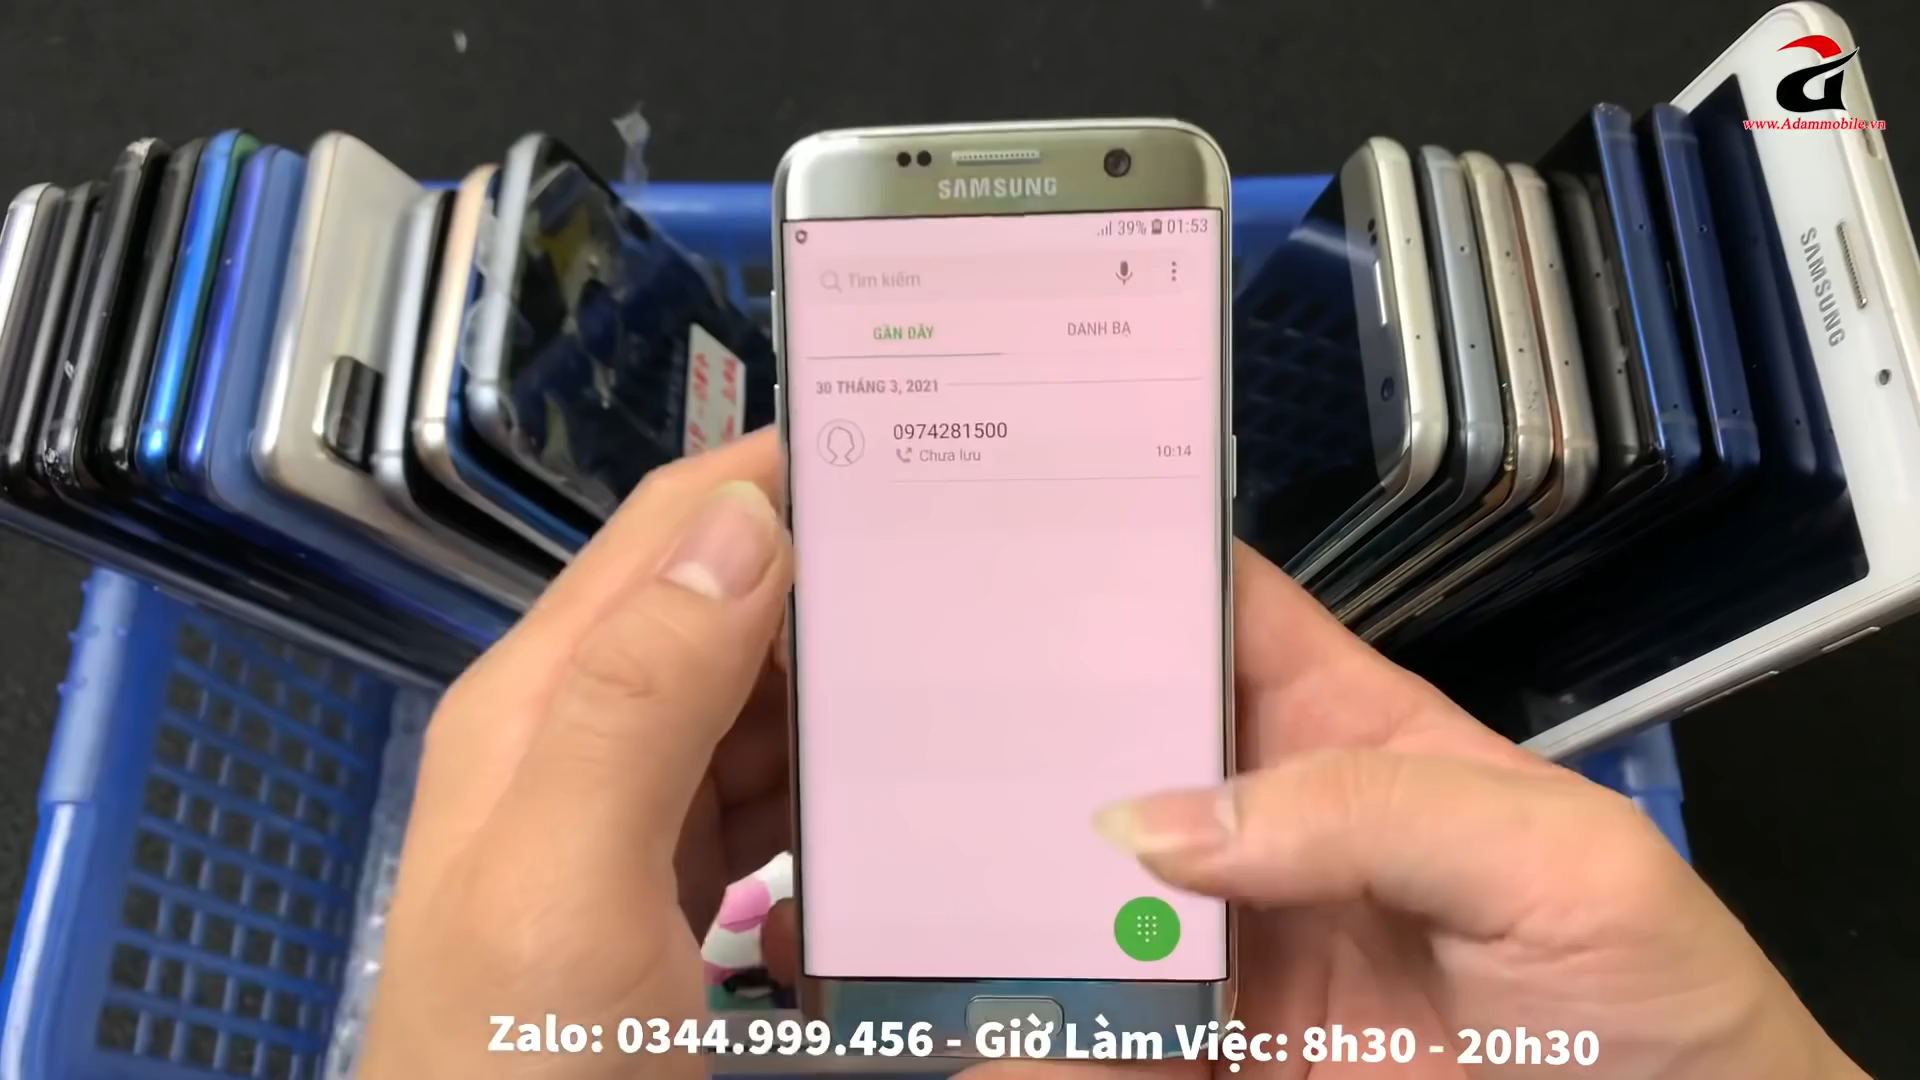 www.Adammobile.vn
SAMSUNG
39% 01:53
Tìm kiếm
GẦN ĐÂY
DANH BẠ
30 THÁNG 3, 2021
0974281500
Chưa lưu
10:14
SAMSUNG
Zalo: 0344.999.456 - Giờ Làm Việc: 8h30 - 20h30